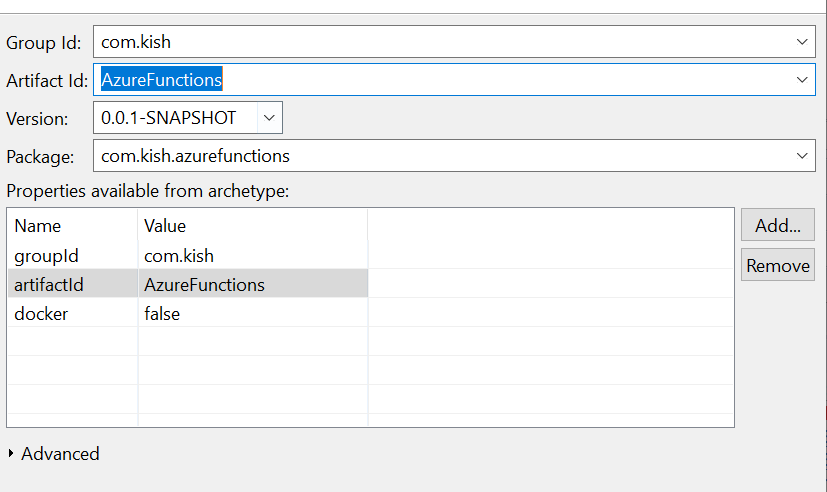 Group Id: com.kish
Artifact Id: AzureFunctions
Version: 0.0.1-SNAPSHOT
Package: com.kish.azurefunctions
Properties available from archetype:
Name Value Add...
groupId com.kish Remove
artifactId AzureFunctions
docker false
Advanced